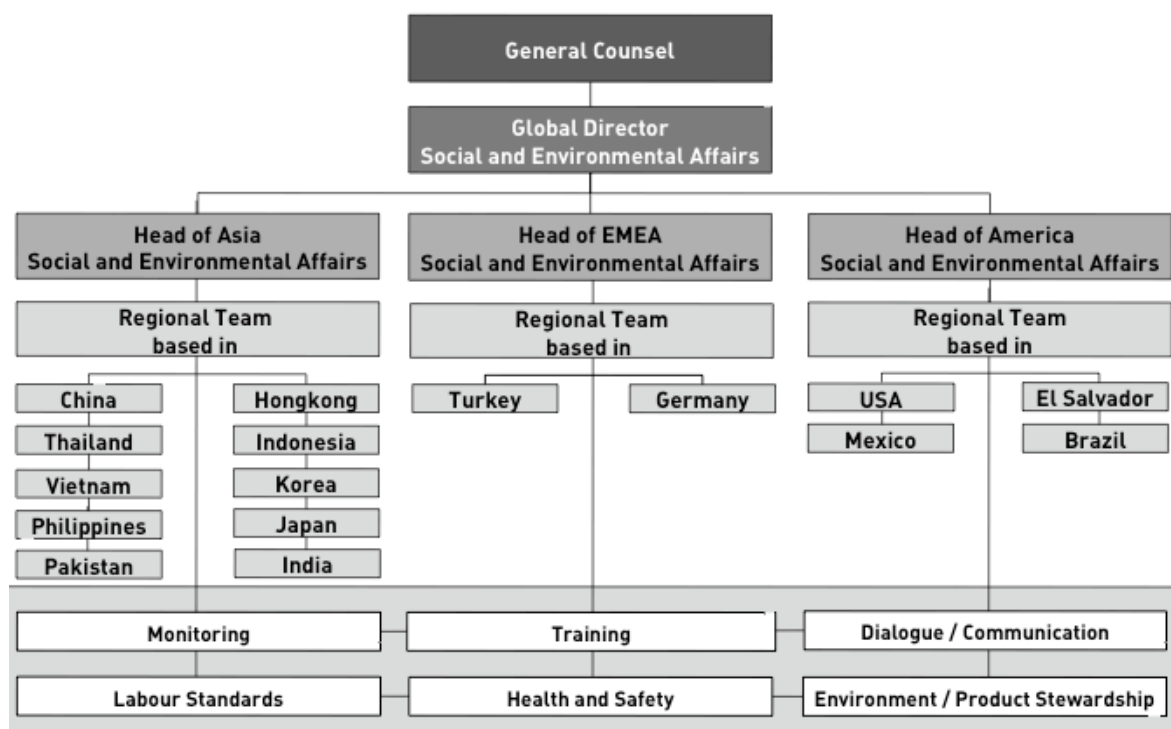 General Counsel
Global Director
Social and Environmental Affairs
Head of Asia
Social and Environmental Affairs
Head of EMEA
Social and Environmental Affairs
Head of America
Social and Environmental Affairs
Regional Team
based in
Regional Team
based in
Regional Team
based in
China
Hongkong
Thailand
Indonesia
Vietnam
Korea
Philippines
Japan
Pakistan
India
Turkey
Germany
USA
El Salvador
Mexico
Brazil
Monitoring
Training
Dialogue / Communication
Labour Standards
Health and Safety
Environment / Product Stewardship